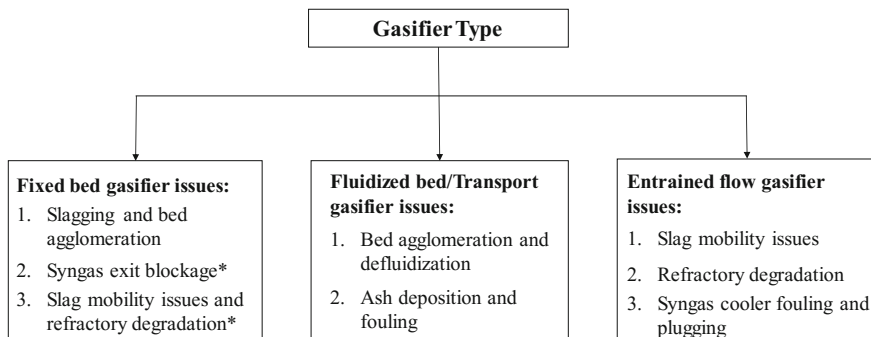 Gasifier Type
Fixed bed gasifier issues:
1. Slagging and bed
agglomeration
2. Syngas exit blockage*
3. Slag mobility issues and
refractory degradation*
Fluidized bed/Transport
gasifier issues:
1. Bed agglomeration and
defluidization
2. Ash deposition and
fouling
Entrained flow gasifier
issues:
1. Slag mobility issues
2. Refractory degradation
3. Syngas cooler fouling and
plugging